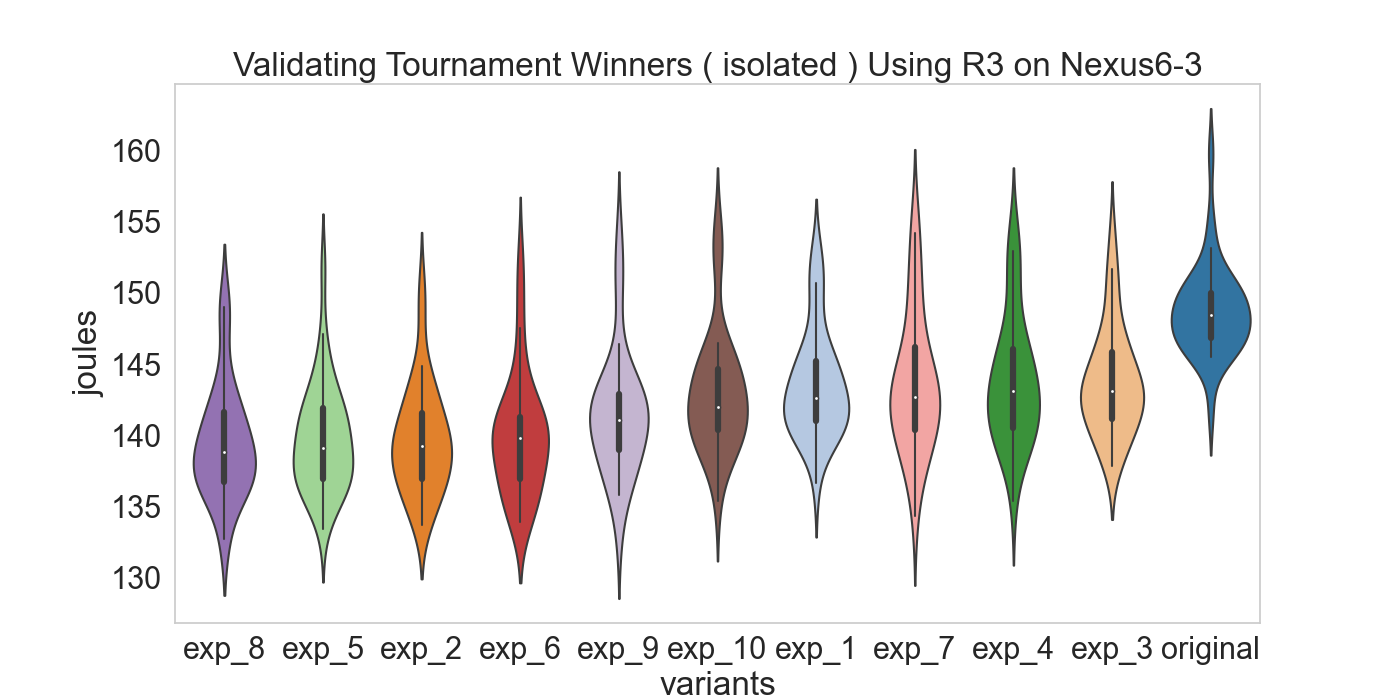 Validating Tournament Winners ( isolated ) Using R3 on Nexus6-3
joules
160
155
150
145
140
135
130
exp_8 exp_5 exp_2 exp_6 exp_9 exp_10 exp_1 exp_7 exp_4 exp_3 original
variants